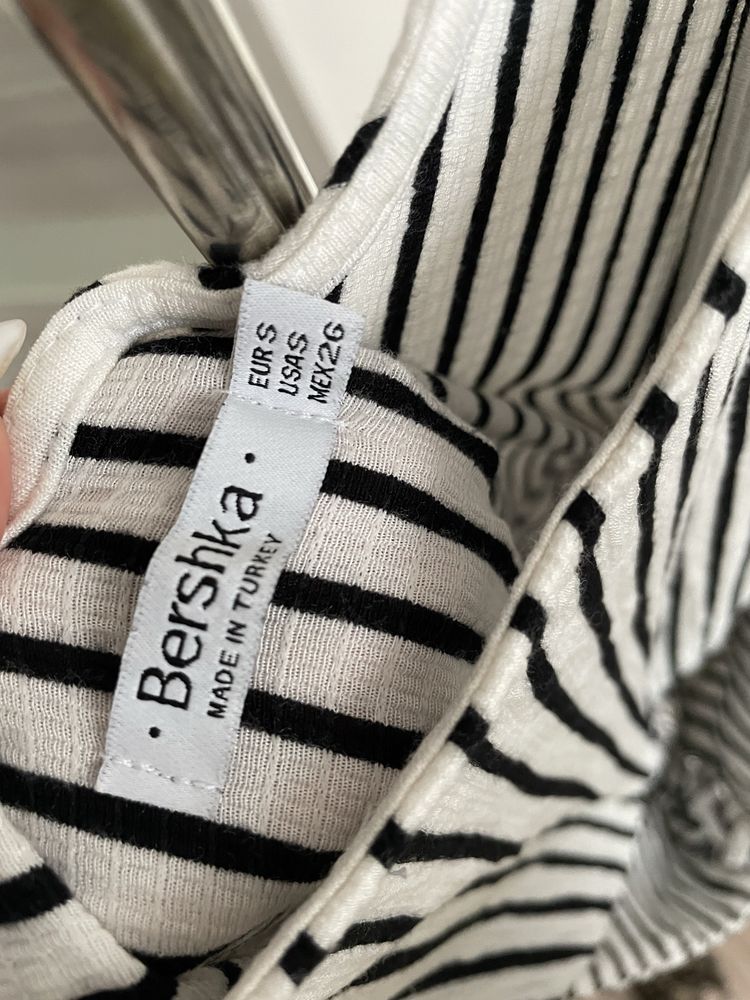 EUR S
USA S
MEX 26
• Bershka •
MADE IN TURKEY